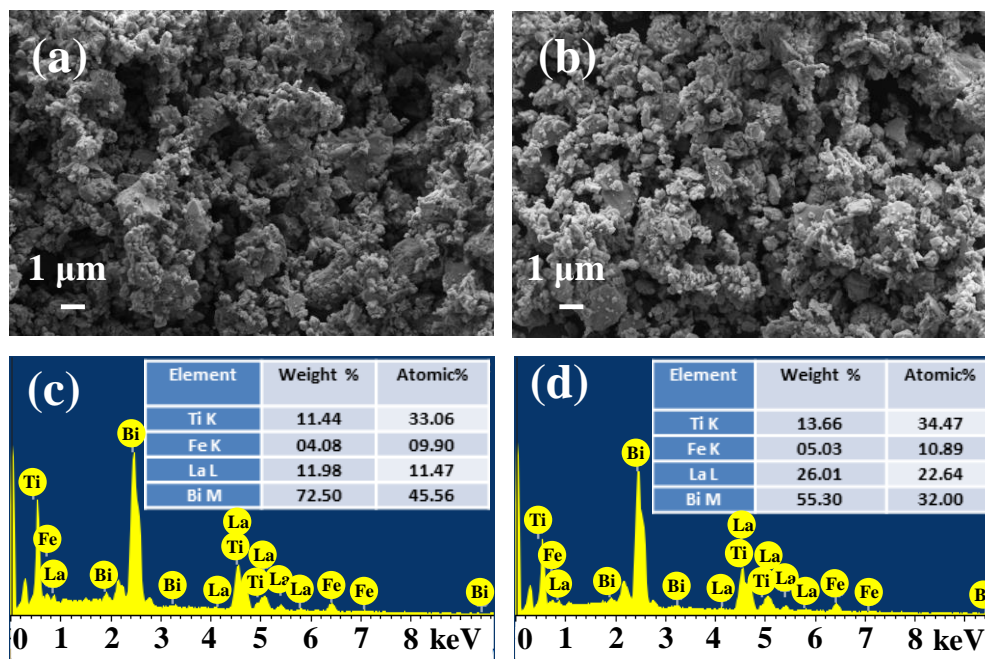 (a)
1 μm
(b)
1 μm
(c)
Element Weight % Atomic%
Ti K 11.44 33.06
Fe K 04.08 09.90
La L 11.98 11.47
Bi M 72.50 45.56
Bi
Ti
Fe
La
Bi
Bi
La
La
Ti
La
Ti
La
La
Fe
Fe
Bi
0 1 2 3 4 5 6 7 8 keV
(d)
Element Weight % Atomic%
Ti K 13.66 34.47
Fe K 05.03 10.89
La L 26.01 22.64
Bi M 55.30 32.00
Bi
Ti
Fe
La
Bi
Bi
La
La
Ti
La
Ti
La
La
Fe
Fe
B
0 1 2 3 4 5 6 7 8 keV